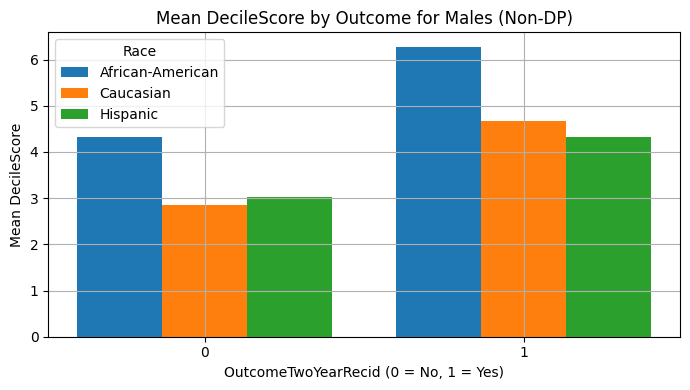 Mean DecileScore by Outcome for Males (Non-DP)
Race
African-American
Caucasian
Hispanic
Mean DecileScore
6
5
4
3
2
1
0
0
1
OutcomeTwoYearRecid (0 = No, 1 = Yes)